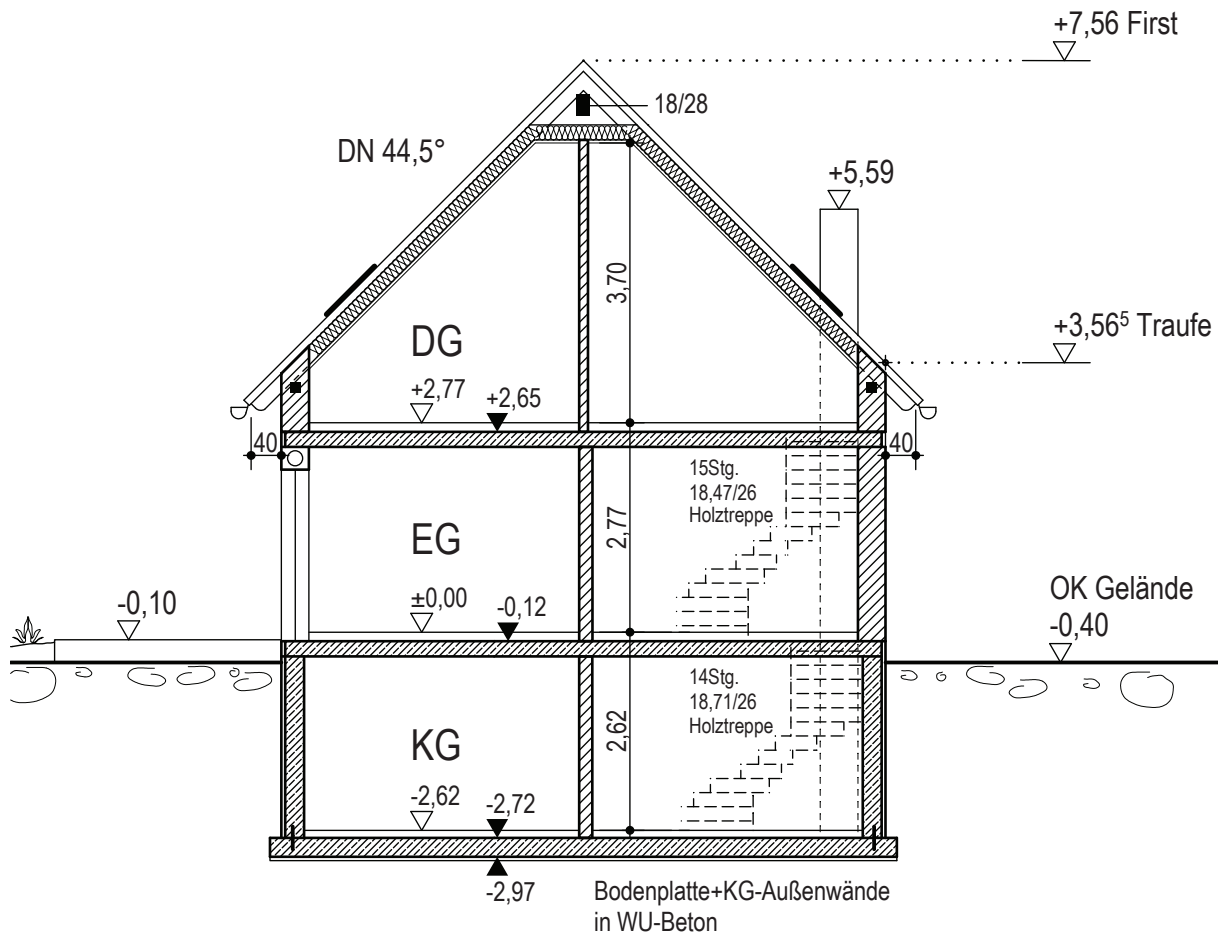 +7,56 First
18/28
DN 44,5°
+5,59
3,70
+3,56⁵ Traufe
DG
+2,77
+2,65
40
40
15Stg.
18,47/26
Holztreppe
2,77
EG
±0,00
-0,12
-0,10
OK Gelände
-0,40
14Stg.
18,71/26
Holztreppe
2,62
KG
-2,62
-2,72
-2,97
Bodenplatte+KG-Außenwände
in WU-Beton